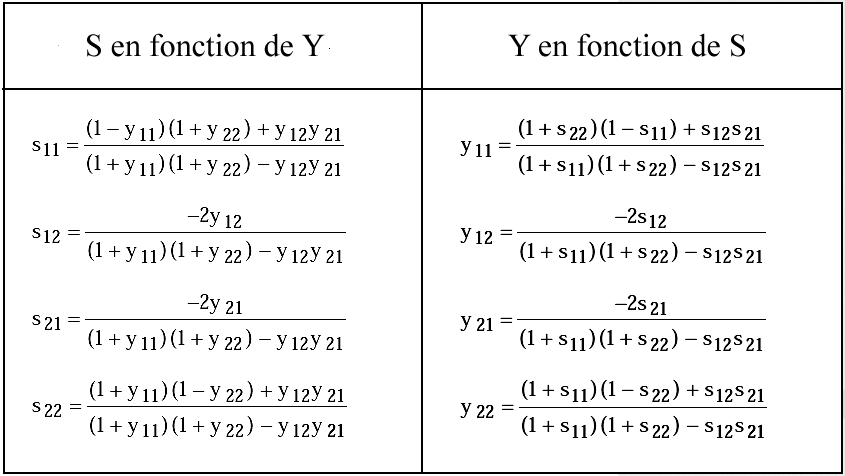 S en fonction de Y
Y en fonction de S
s11 = (1 − y11)(1 + y22) + y12y21 / (1 + y11)(1 + y22) − y12y21
y11 = (1 + s22)(1 − s11) + s12s21 / (1 + s11)(1 + s22) − s12s21
s12 = −2y12 / (1 + y11)(1 + y22) − y12y21
y12 = −2s12 / (1 + s11)(1 + s22) − s12s21
s21 = −2y21 / (1 + y11)(1 + y22) − y12y21
y21 = −2s21 / (1 + s11)(1 + s22) − s12s21
s22 = (1 + y11)(1 − y22) + y12y21 / (1 + y11)(1 + y22) − y12y21
y22 = (1 + s11)(1 − s22) + s12s21 / (1 + s11)(1 + s22) − s12s21